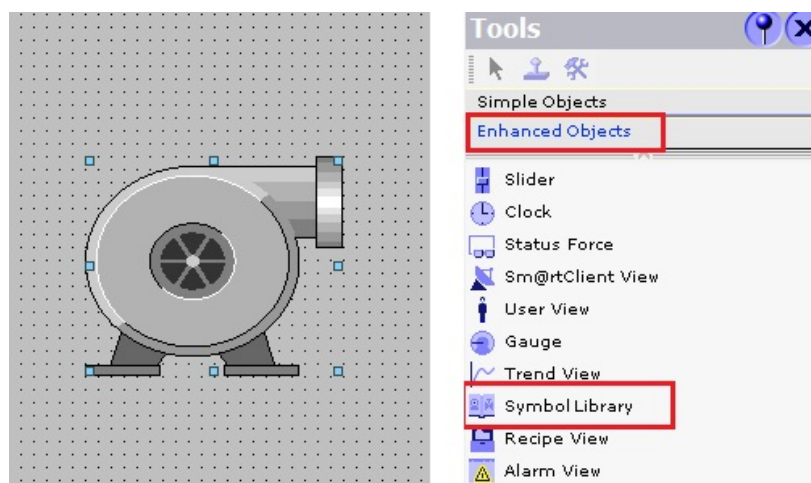 Tools
Simple Objects
Enhanced Objects
Slider
Clock
Status Force
Sm@rtClient View
User View
Gauge
Trend View
Symbol Library
Recipe View
Alarm View